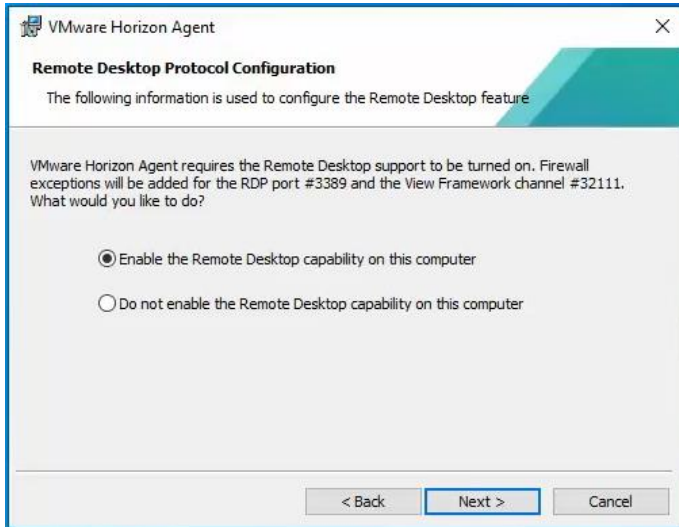 VMware Horizon Agent
Remote Desktop Protocol Configuration
The following information is used to configure the Remote Desktop feature
VMware Horizon Agent requires the Remote Desktop support to be turned on. Firewall
exceptions will be added for the RDP port #3389 and the View Framework channel #32111.
What would you like to do?
Enable the Remote Desktop capability on this computer
Do not enable the Remote Desktop capability on this computer
< Back
Next >
Cancel